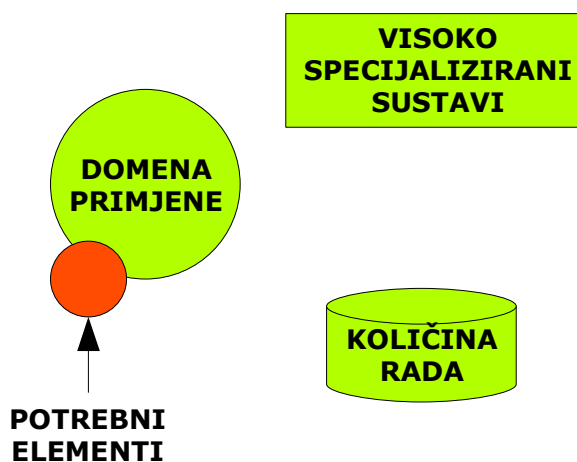 VISOKO
SPECIJALIZIRANI
SUSTAVI
DOMENA
PRIMJENE
KOLIČINA
RADA
POTREBNI
ELEMENTI